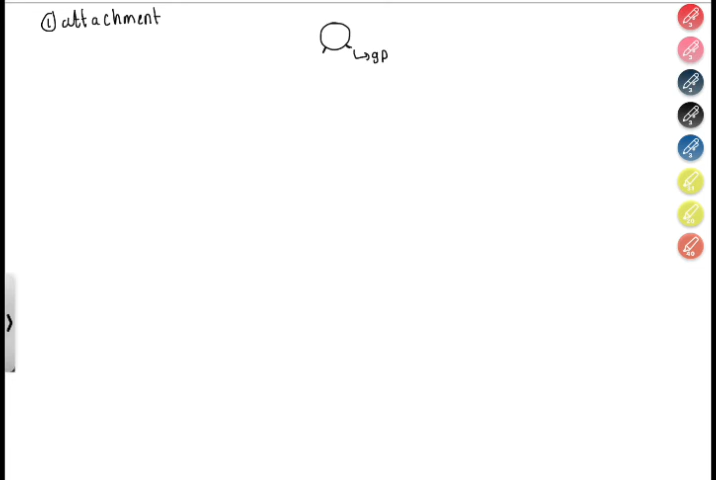 ① attachment
↳gp